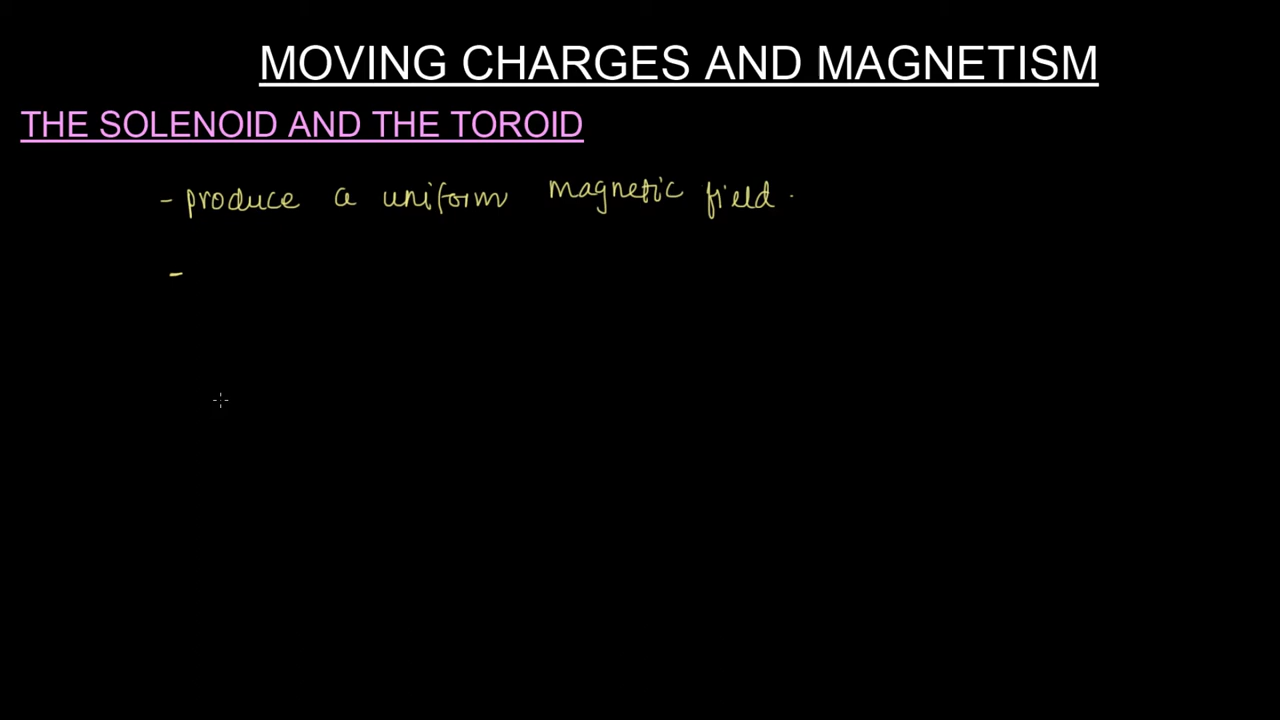 MOVING CHARGES AND MAGNETISM
THE SOLENOID AND THE TOROID
- produce a uniform magnetic field.
-